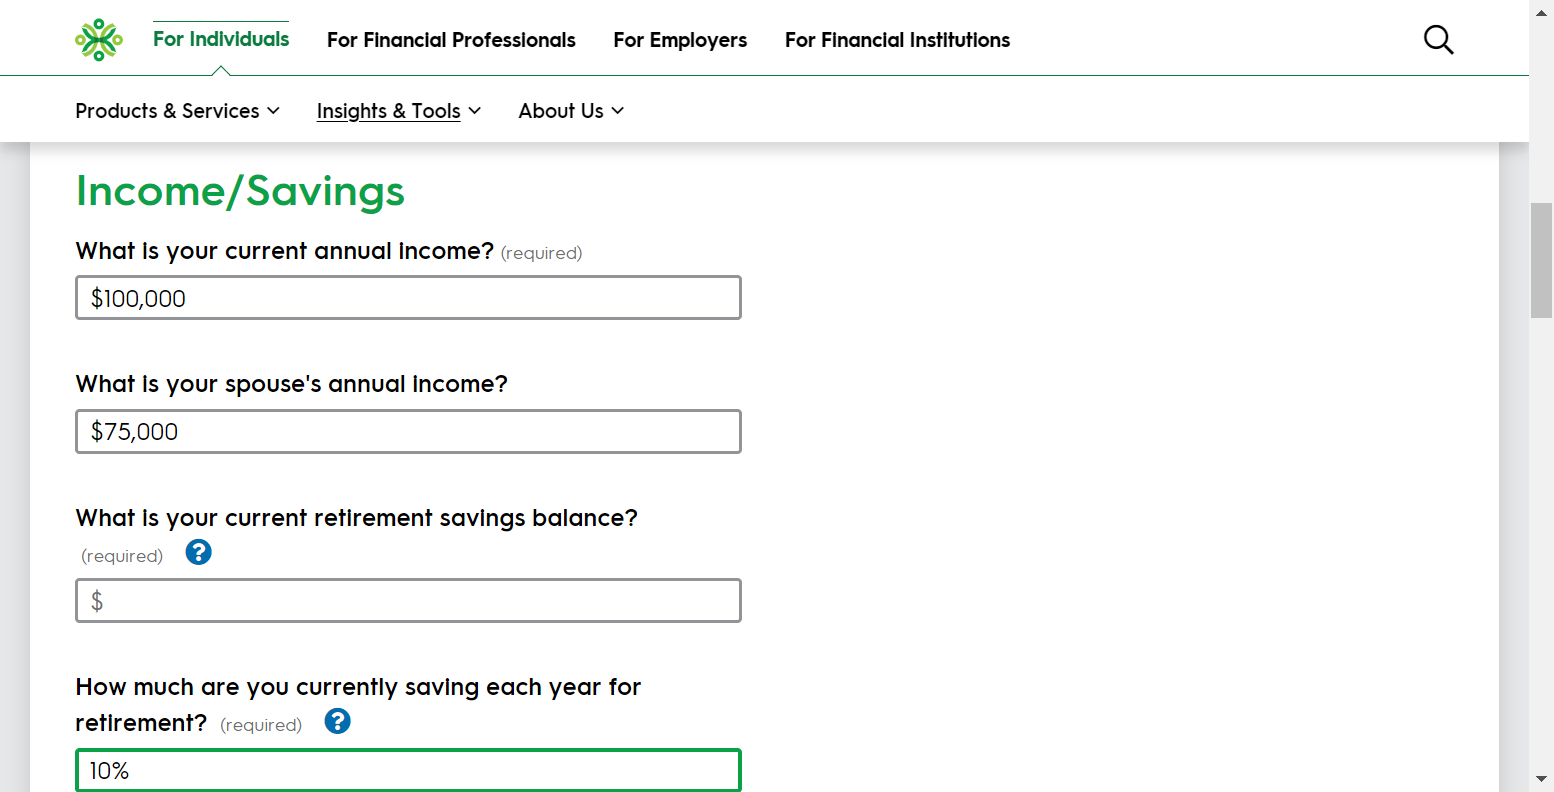 For Individuals
For Financial Professionals
For Employers
For Financial Institutions
Products & Services
Insights & Tools
About Us
Income/Savings
What is your current annual income? (required)
$100,000
What is your spouse's annual income?
$75,000
What is your current retirement savings balance?
(required) ?
$
How much are you currently saving each year for
retirement? (required) ?
10%